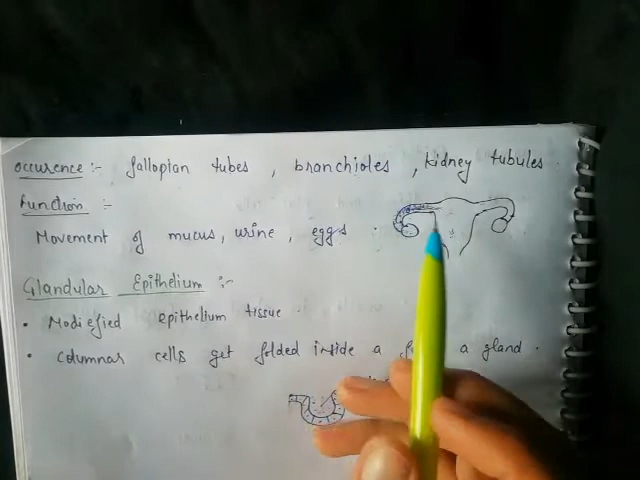 occurence :- fallopian tubes , bronchioles , kidney tubules
Function :-
Movement of mucus, urine, eggs .
Glandular Epithelium :-
• Modiefied epithelium tissue
• columnar cells get folded inside a gland .